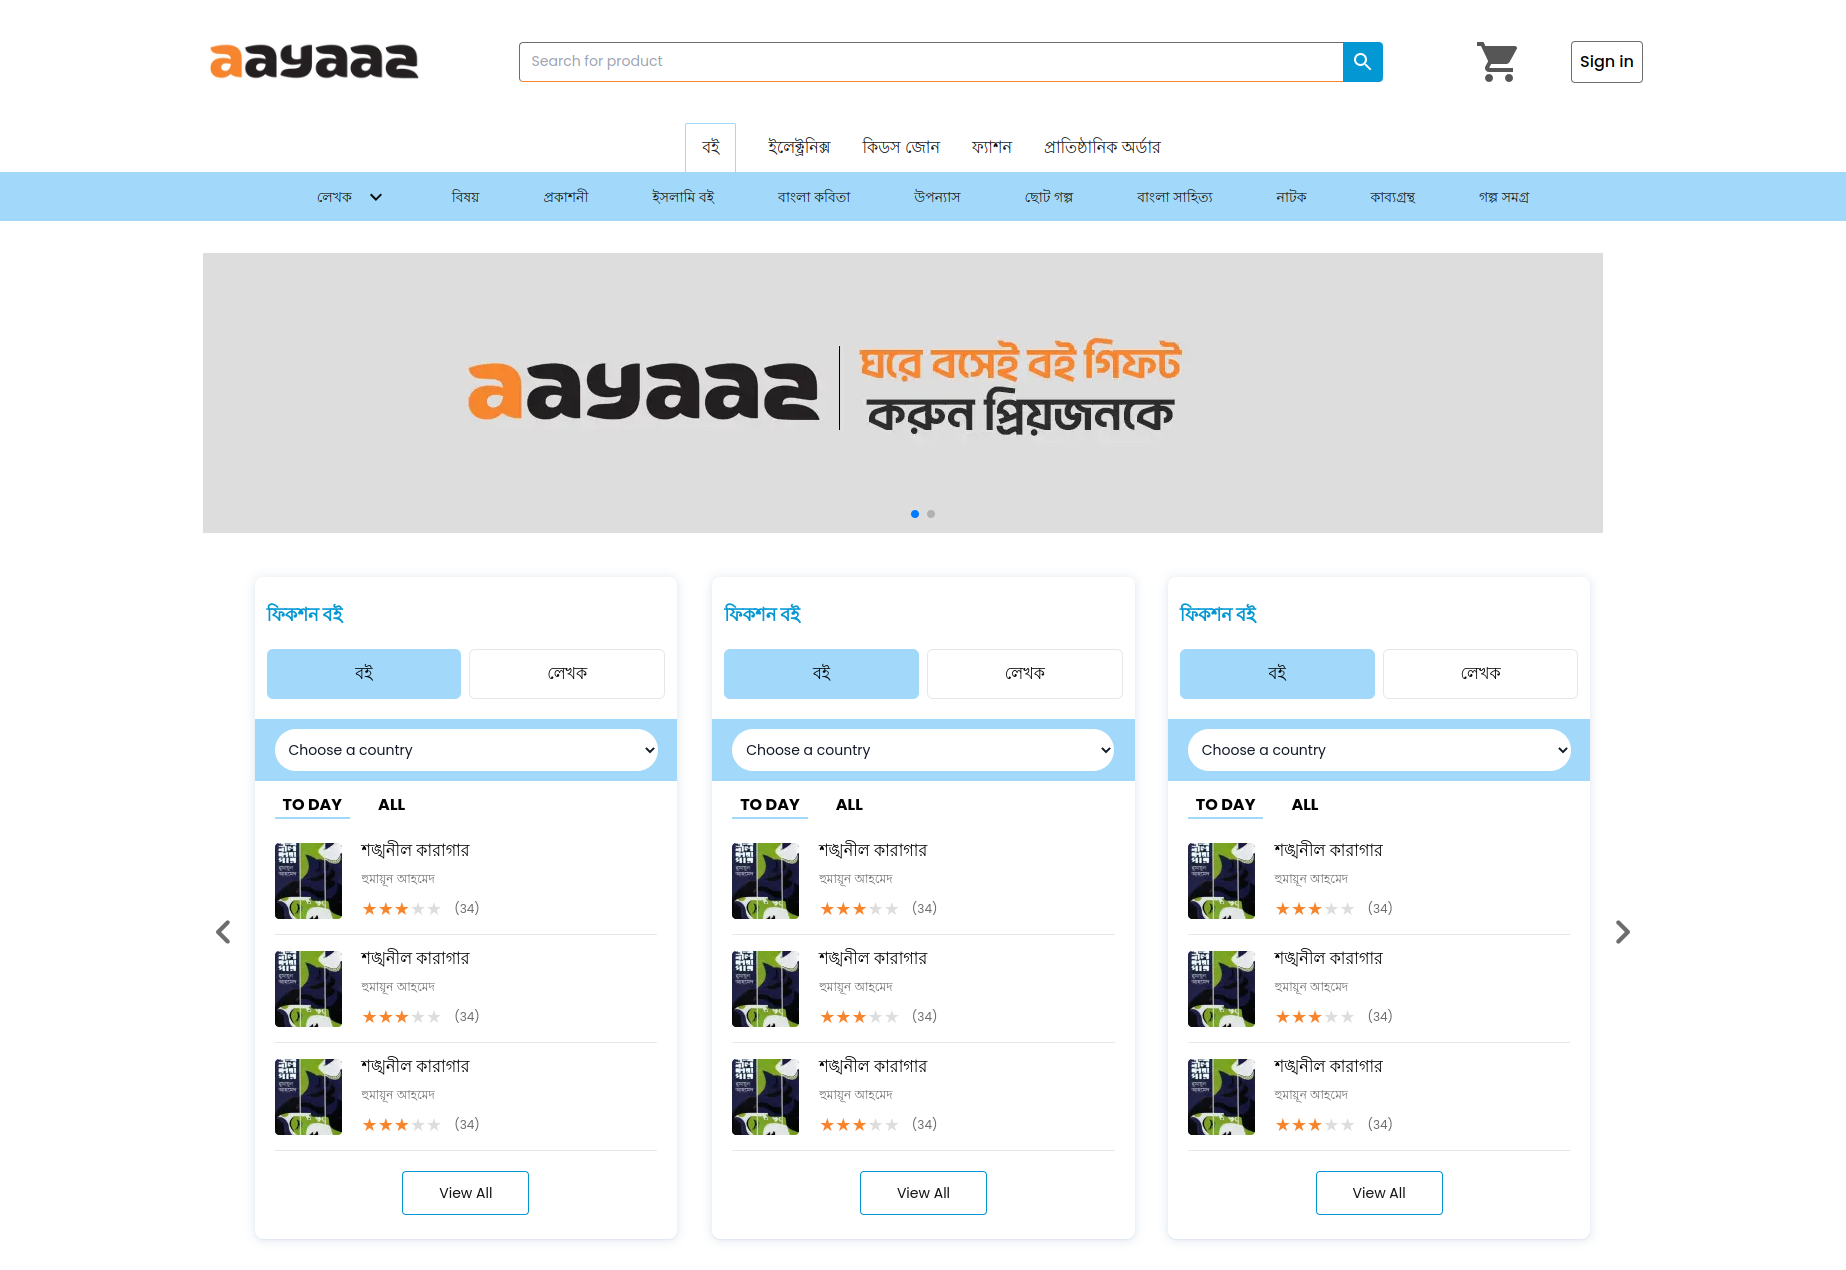 aayaaz
Search for product
Sign in
বই ইলেক্ট্রনিক্স কিডস জোন ফ্যাশন প্রাতিষ্ঠানিক অর্ডার
লেখক বিষয় প্রকাশনী ইসলামি বই বাংলা কবিতা উপন্যাস ছোট গল্প বাংলা সাহিত্য নাটক কাব্যগ্রন্থ গল্প সমগ্র
aayaaz
ঘরে বসেই বই গিফট
করুন প্রিয়জনকে
ফিকশন বই
বই লেখক
Choose a country
TO DAY ALL
শঙ্খনীল কারাগার
হুমায়ূন আহমেদ
(34)
শঙ্খনীল কারাগার
হুমায়ূন আহমেদ
(34)
শঙ্খনীল কারাগার
হুমায়ূন আহমেদ
(34)
View All
ফিকশন বই
বই লেখক
Choose a country
TO DAY ALL
শঙ্খনীল কারাগার
হুমায়ূন আহমেদ
(34)
শঙ্খনীল কারাগার
হুমায়ূন আহমেদ
(34)
শঙ্খনীল কারাগার
হুমায়ূন আহমেদ
(34)
View All
ফিকশন বই
বই লেখক
Choose a country
TO DAY ALL
শঙ্খনীল কারাগার
হুমায়ূন আহমেদ
(34)
শঙ্খনীল কারাগার
হুমায়ূন আহমেদ
(34)
শঙ্খনীল কারাগার
হুমায়ূন আহমেদ
(34)
View All